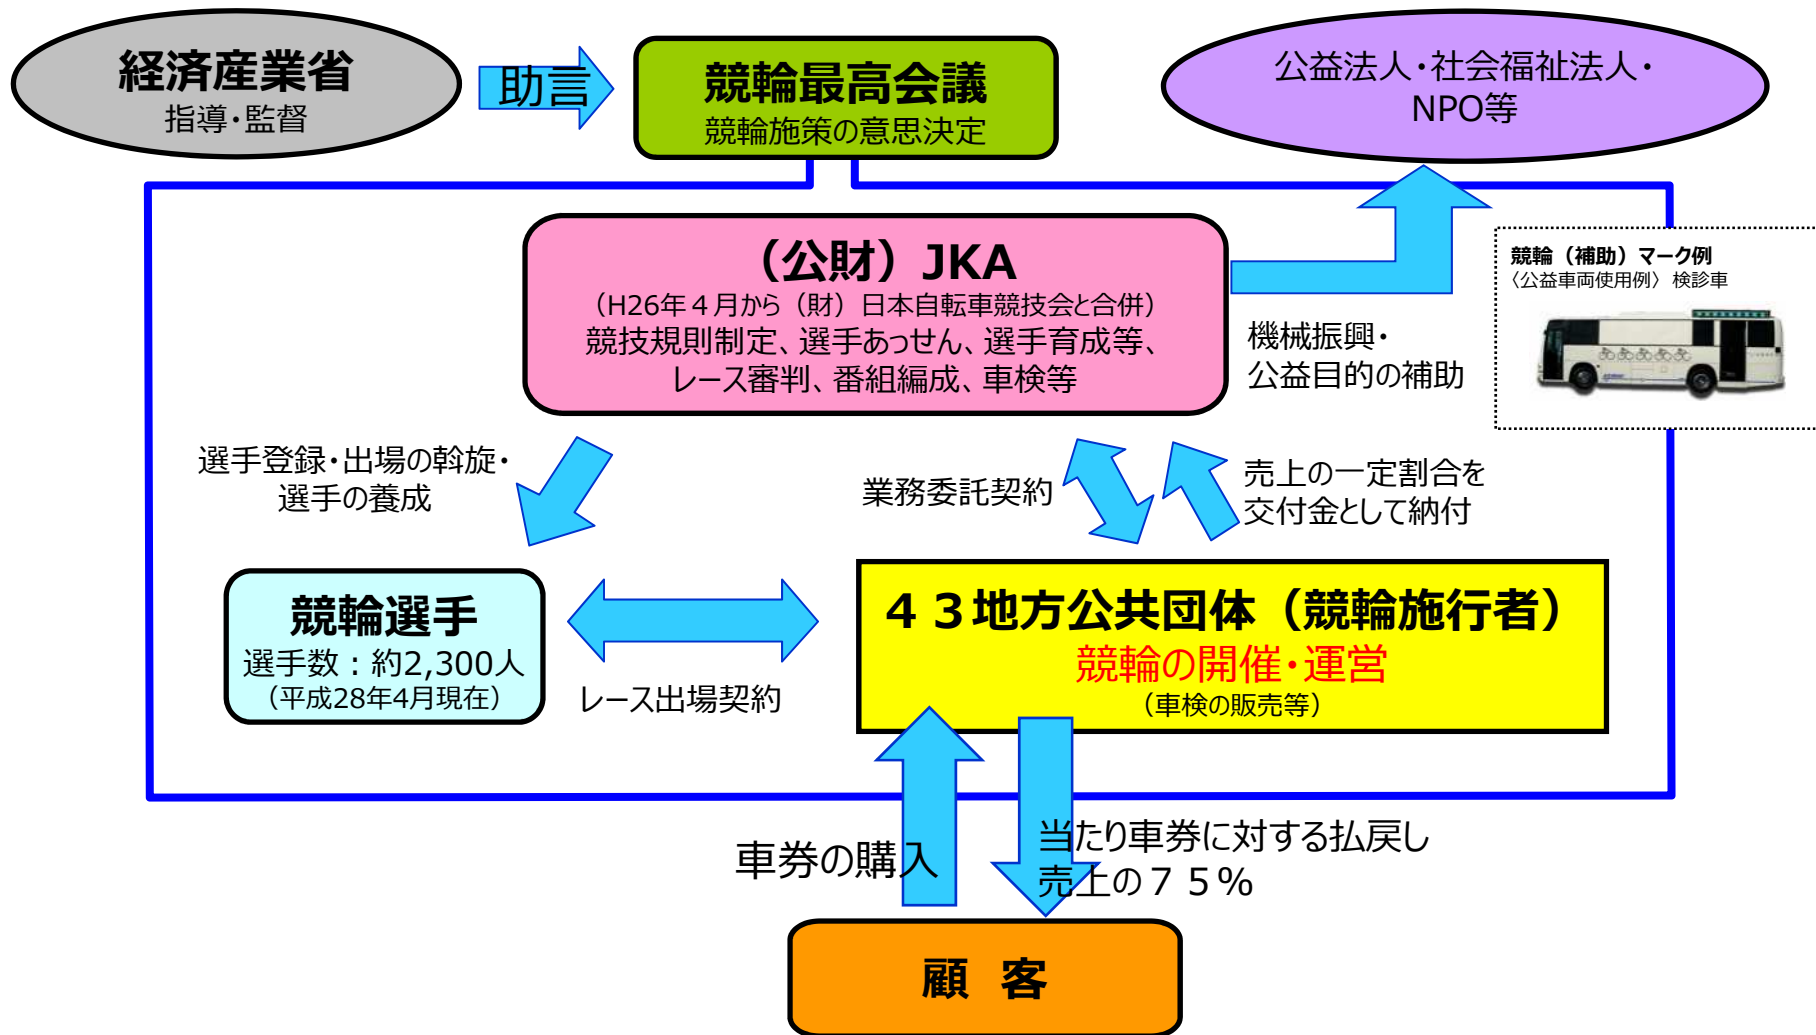 経済産業省
指導・監督
助言
競輪最高会議
競輪施策の意思決定
公益法人・社会福祉法人・
NPO等
（公財）JKA
（H26年４月から（財）日本自転車競技会と合併）
競技規則制定、選手あっせん、選手育成等、
レース審判、番組編成、車検等
機械振興・
公益目的の補助
競輪（補助）マーク例
〈公益車両使用例〉検診車
選手登録・出場の斡旋・
選手の養成
業務委託契約
売上の一定割合を
交付金として納付
競輪選手
選手数：約2,300人
（平成28年4月現在）
レース出場契約
４３地方公共団体（競輪施行者）
競輪の開催・運営
（車検の販売等）
車券の購入
当たり車券に対する払戻し
売上の７５％
顧 客